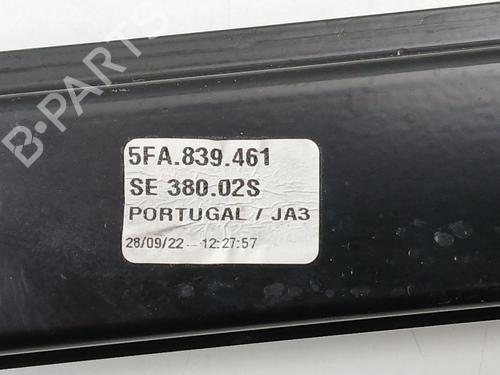 B-PARTS
5FA.839.461
SE 380.02S
PORTUGAL / JA3
28/09/22 - 12:27:57